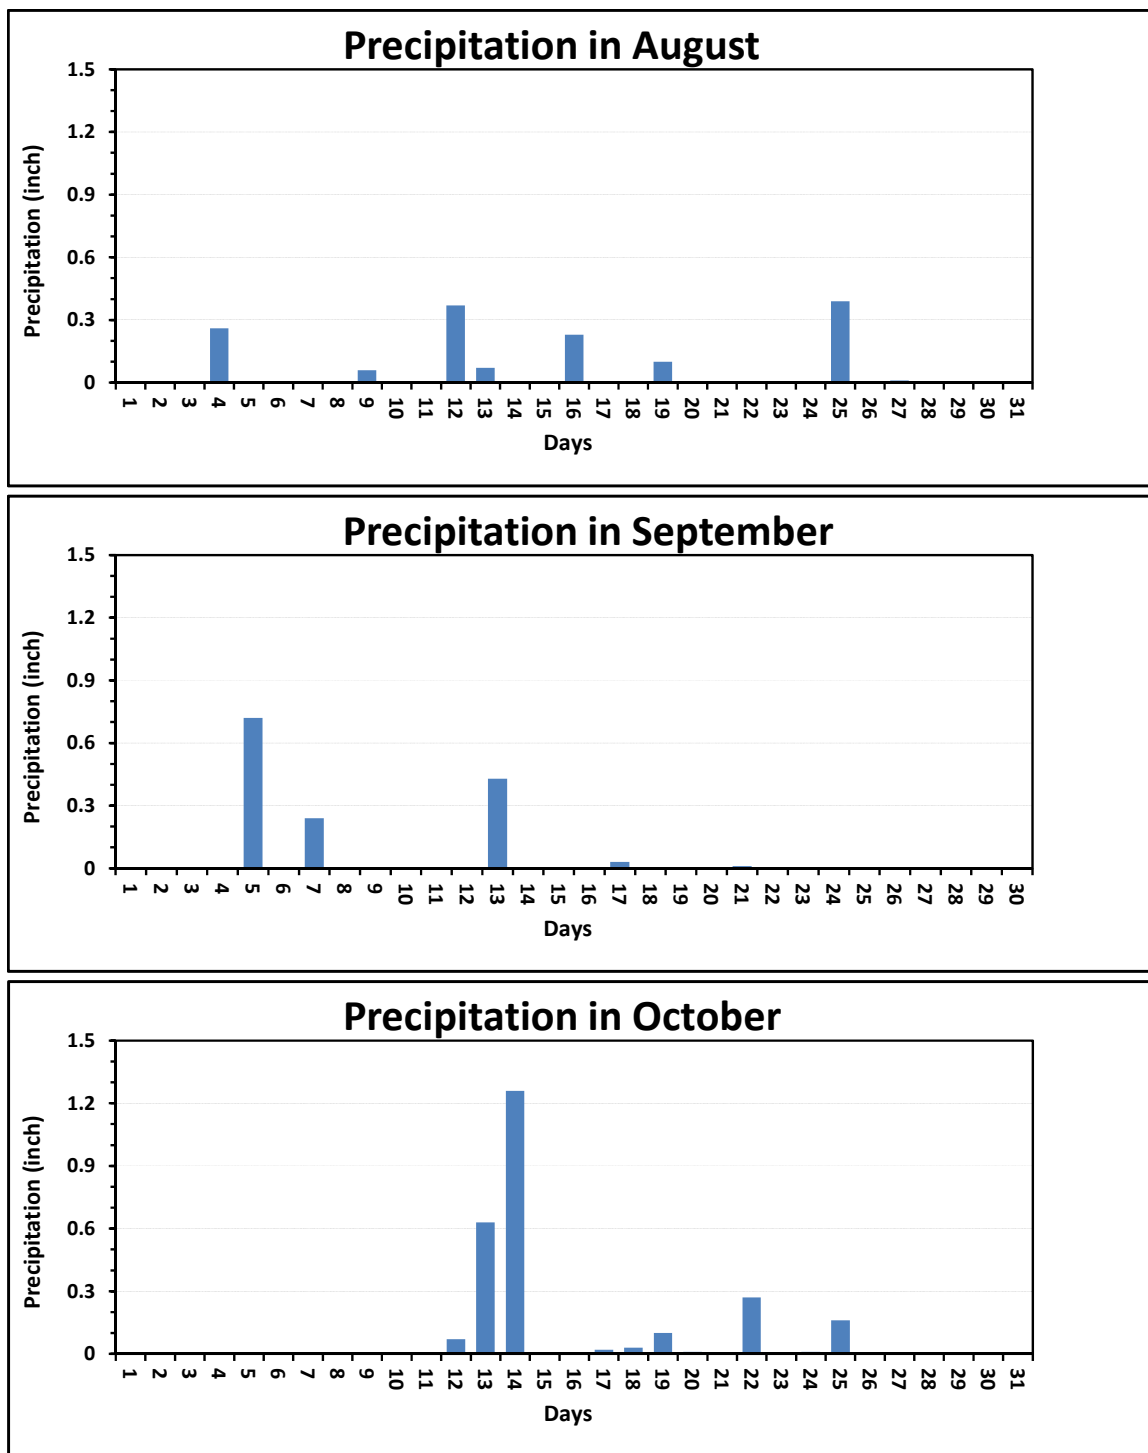 Precipitation in August
Precipitation (inch)
1.5
1.2
0.9
0.6
0.3
0
1 2 3 4 5 6 7 8 9 10 11 12 13 14 15 16 17 18 19 20 21 22 23 24 25 26 27 28 29 30 31
Days
Precipitation in September
Precipitation (inch)
1.5
1.2
0.9
0.6
0.3
0
1 2 3 4 5 6 7 8 9 10 11 12 13 14 15 16 17 18 19 20 21 22 23 24 25 26 27 28 29 30
Days
Precipitation in October
Precipitation (inch)
1.5
1.2
0.9
0.6
0.3
0
1 2 3 4 5 6 7 8 9 10 11 12 13 14 15 16 17 18 19 20 21 22 23 24 25 26 27 28 29 30 31
Days